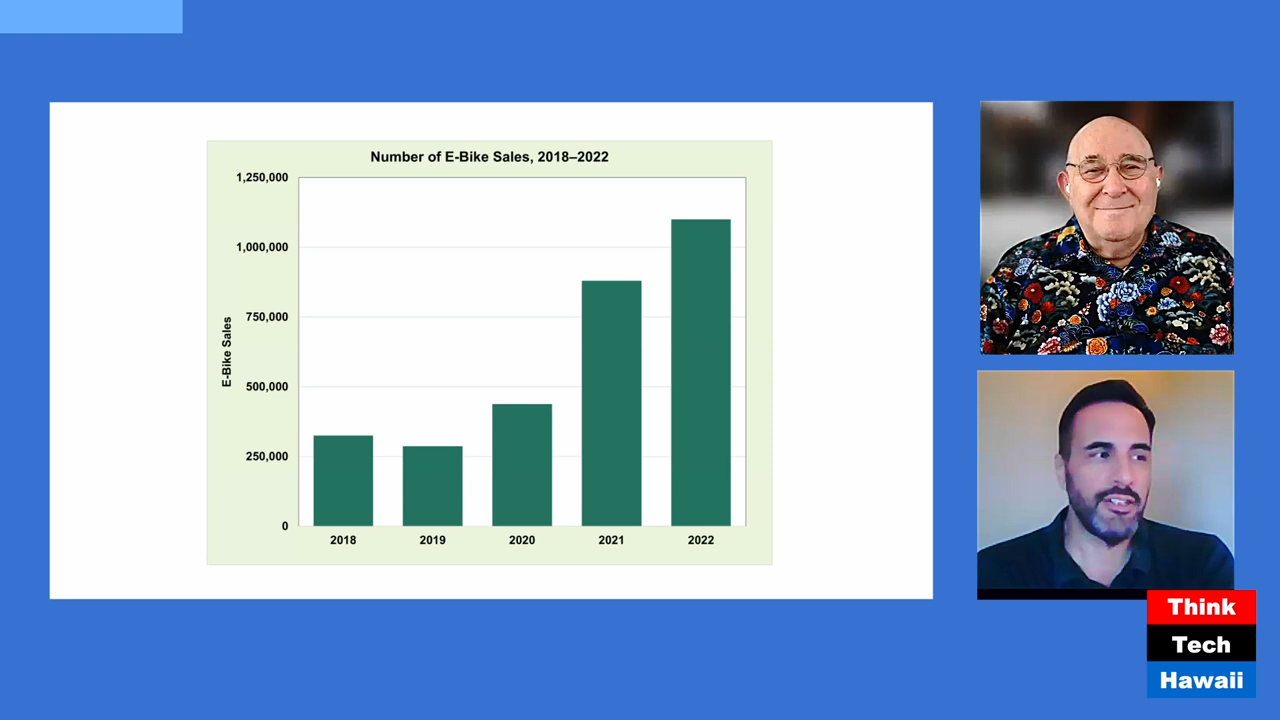 Number of E-Bike Sales, 2018–2022
1,250,000
1,000,000
750,000
500,000
250,000
0
E-Bike Sales
2018
2019
2020
2021
2022
Think
Tech
Hawaii